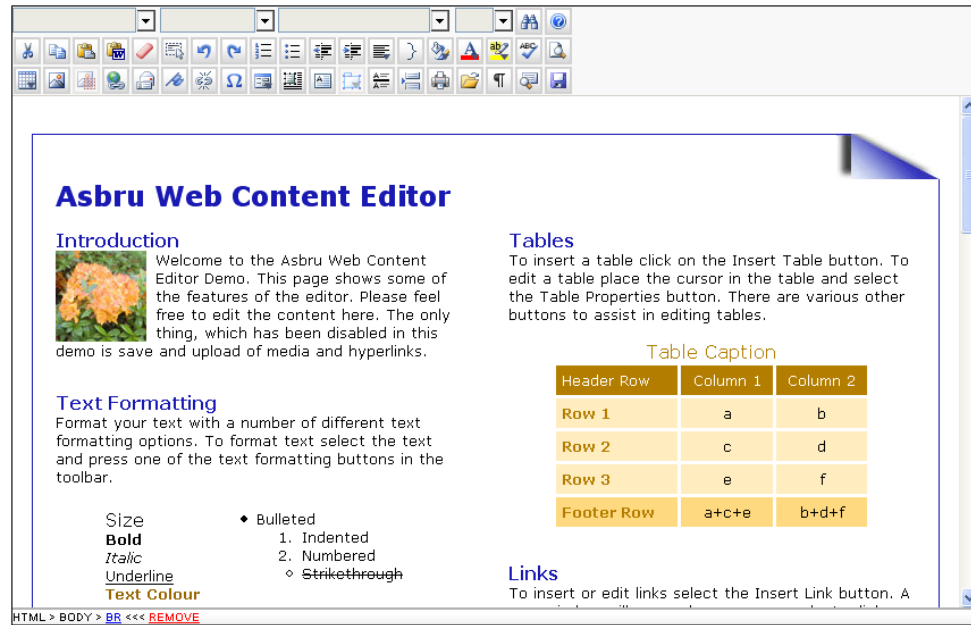 Asbru Web Content Editor
Introduction
Welcome to the Asbru Web Content
Editor Demo. This page shows some of
the features of the editor. Please feel
free to edit the content here. The only
thing, which has been disabled in this
demo is save and upload of media and hyperlinks.
Text Formatting
Format your text with a number of different text
formatting options. To format text select the text
and press one of the text formatting buttons in the
toolbar.
Size
Bold
Italic
Underline
Text Colour
Bulleted
1. Indented
2. Numbered
Strikethrough
Tables
To insert a table click on the Insert Table button. To
edit a table place the cursor in the table and select
the Table Properties button. There are various other
buttons to assist in editing tables.
Table Caption
Header Row Column 1 Column 2
Row 1 a b
Row 2 c d
Row 3 e f
Footer Row a+c+e b+d+f
Links
To insert or edit links select the Insert Link button. A
HTML > BODY > BR <<< REMOVE